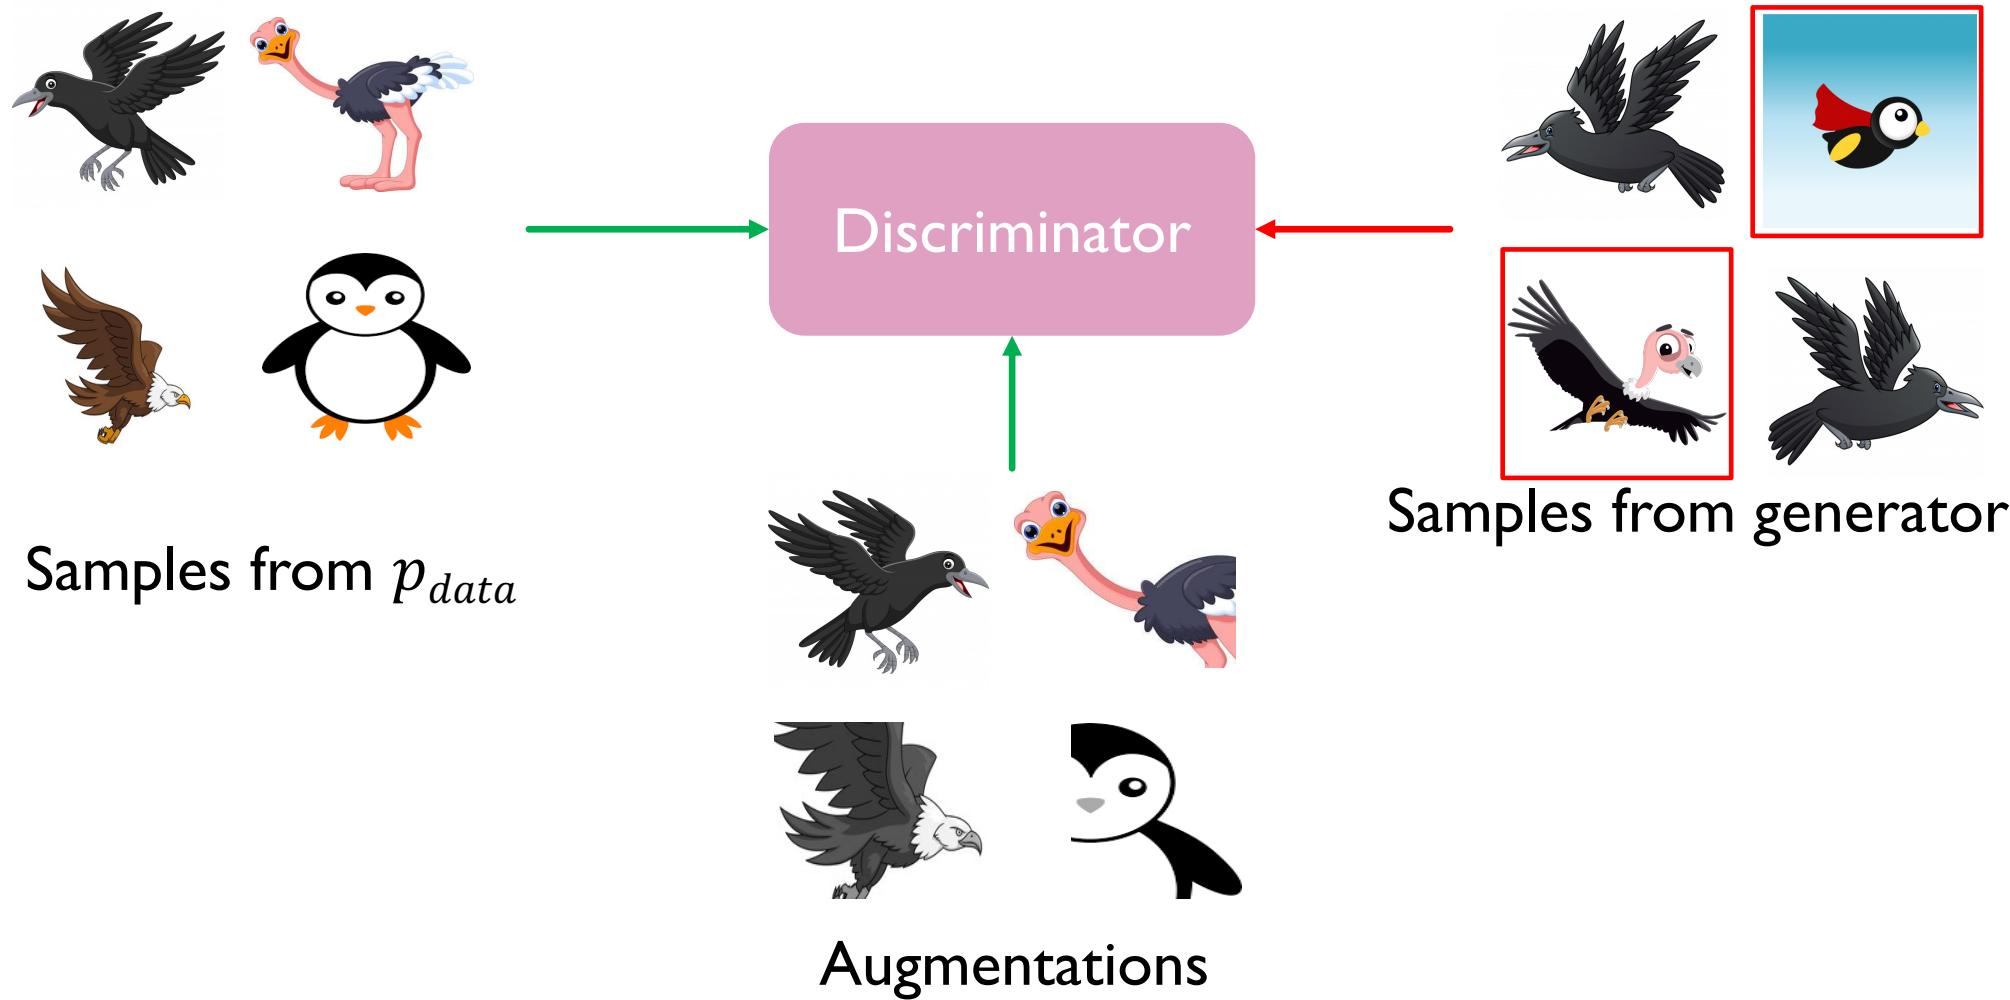 Discriminator
Samples from generator
Samples from p_data
Augmentations